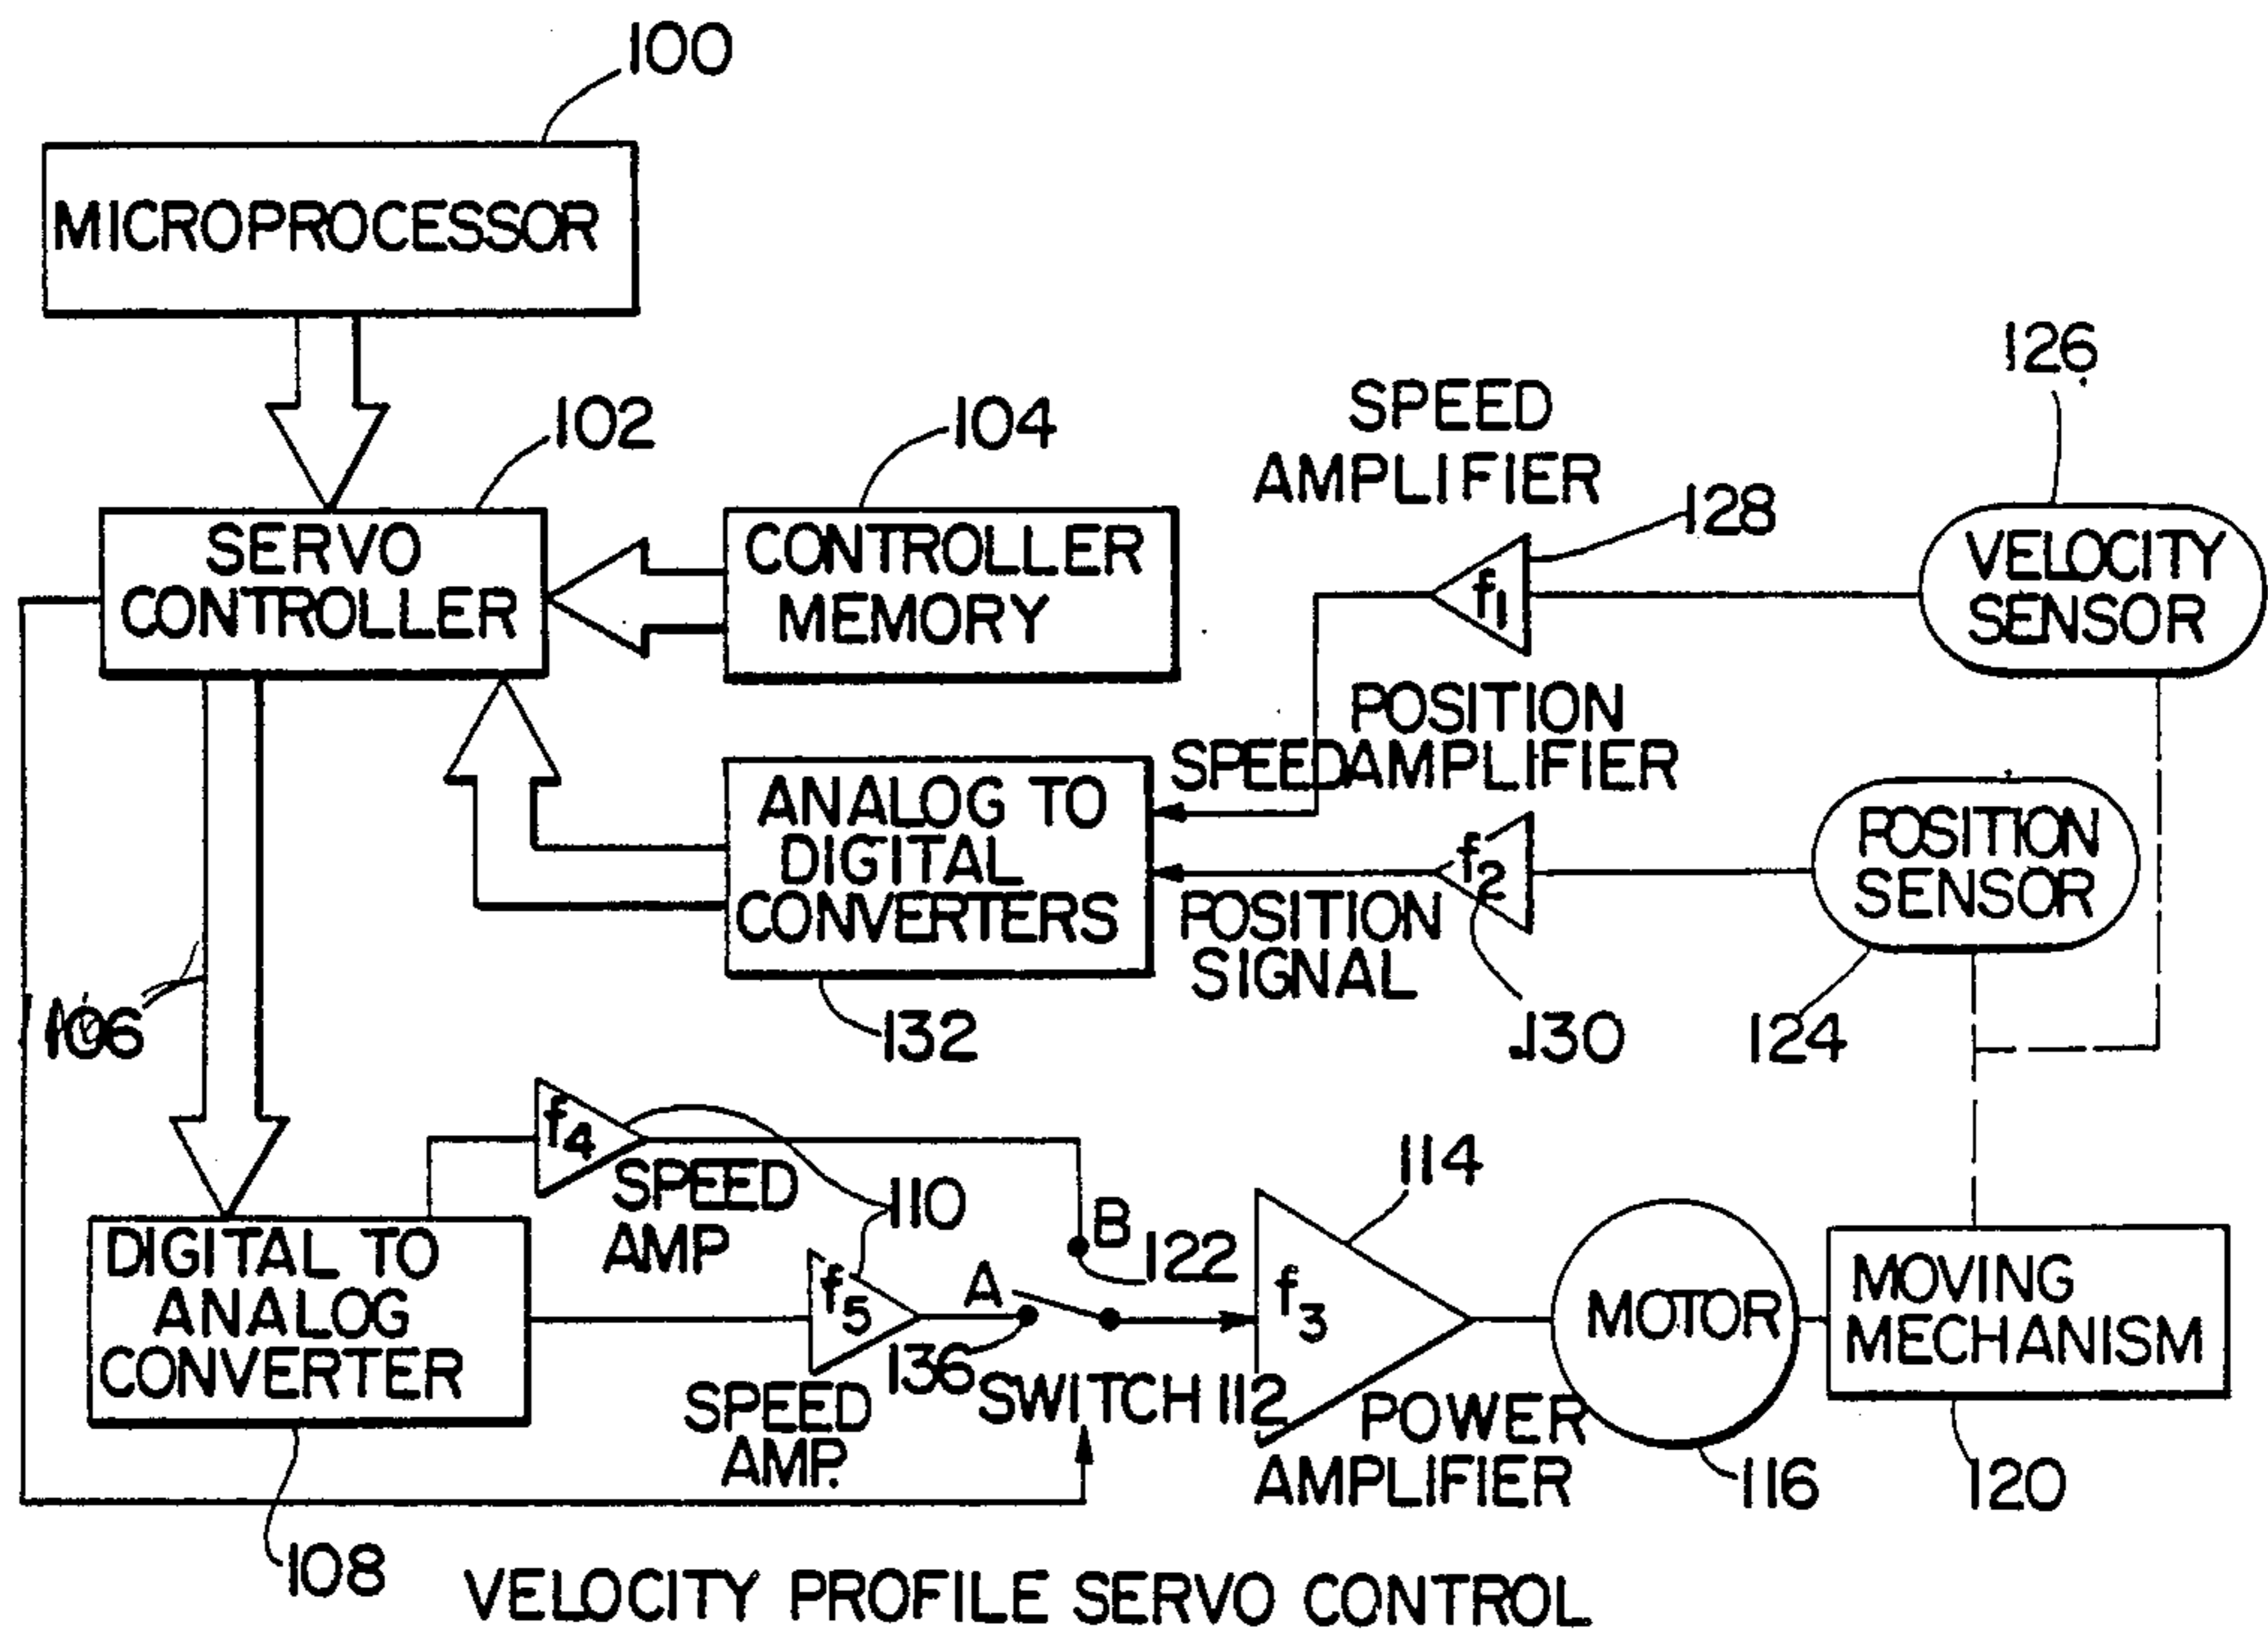 100
MICROPROCESSOR
126
102
104
SPEED
AMPLIFIER
128
SERVO
CONTROLLER
CONTROLLER
MEMORY
f1
VELOCITY
SENSOR
POSITION
SPEED AMPLIFIER
ANALOG TO
DIGITAL
CONVERTERS
f2
POSITION
SENSOR
POSITION
SIGNAL
106
132
130
124
f4
SPEED
AMP
110
114
B
122
DIGITAL TO
ANALOG
CONVERTER
f5
A
f3
MOTOR
MOVING
MECHANISM
136
SWITCH 112
SPEED
AMP.
POWER
AMPLIFIER
116
120
108
VELOCITY PROFILE SERVO CONTROL